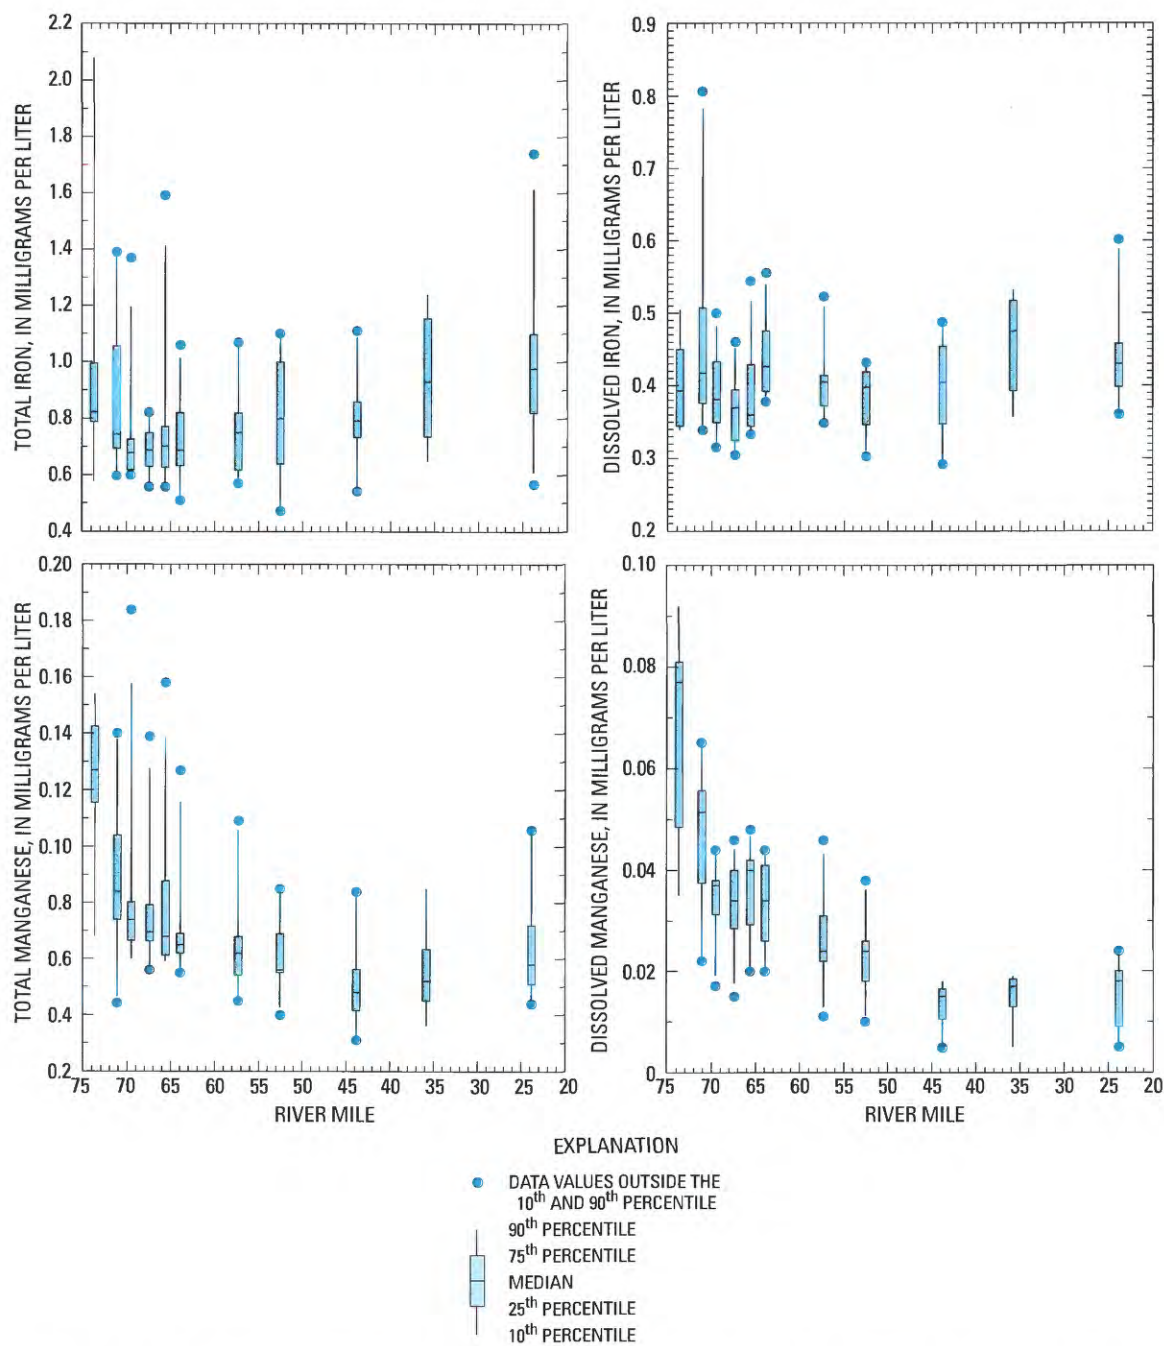 TOTAL IRON, IN MILLIGRAMS PER LITER
2.2
2.0
1.8
1.6
1.4
1.2
1.0
0.8
0.6
0.4
DISSOLVED IRON, IN MILLIGRAMS PER LITER
0.9
0.8
0.7
0.6
0.5
0.4
0.3
0.2
TOTAL MANGANESE, IN MILLIGRAMS PER LITER
0.20
0.18
0.16
0.14
0.12
0.10
0.8
0.6
0.4
0.2
75 70 65 60 55 50 45 40 35 30 25 20
RIVER MILE
DISSOLVED MANGANESE, IN MILLIGRAMS PER LITER
0.10
0.08
0.06
0.04
0.02
0
75 70 65 60 55 50 45 40 35 30 25 20
RIVER MILE
EXPLANATION
DATA VALUES OUTSIDE THE
10th AND 90th PERCENTILE
90th PERCENTILE
75th PERCENTILE
MEDIAN
25th PERCENTILE
10th PERCENTILE